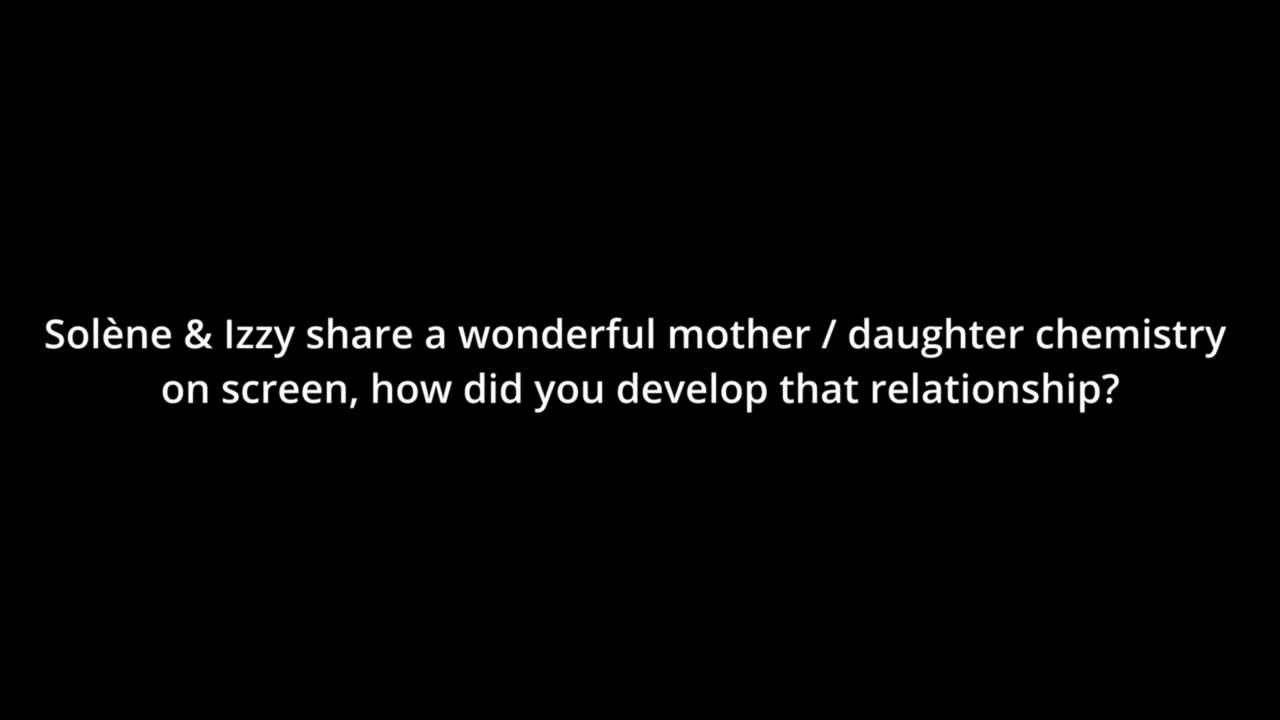 Solène & Izzy share a wonderful mother / daughter chemistry
on screen, how did you develop that relationship?